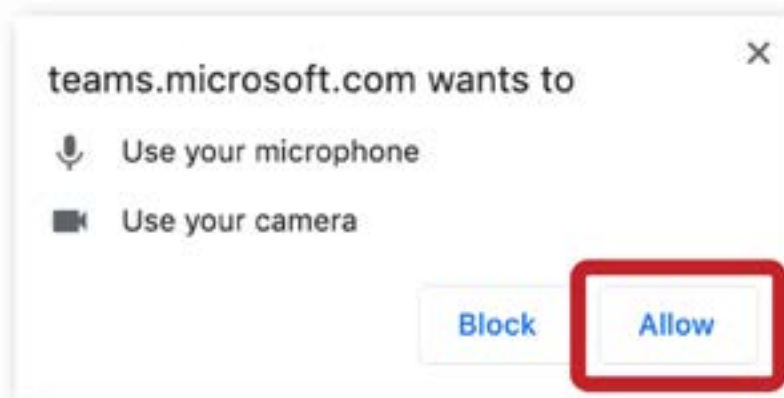 teams.microsoft.com wants to
Use your microphone
Use your camera
Block
Allow